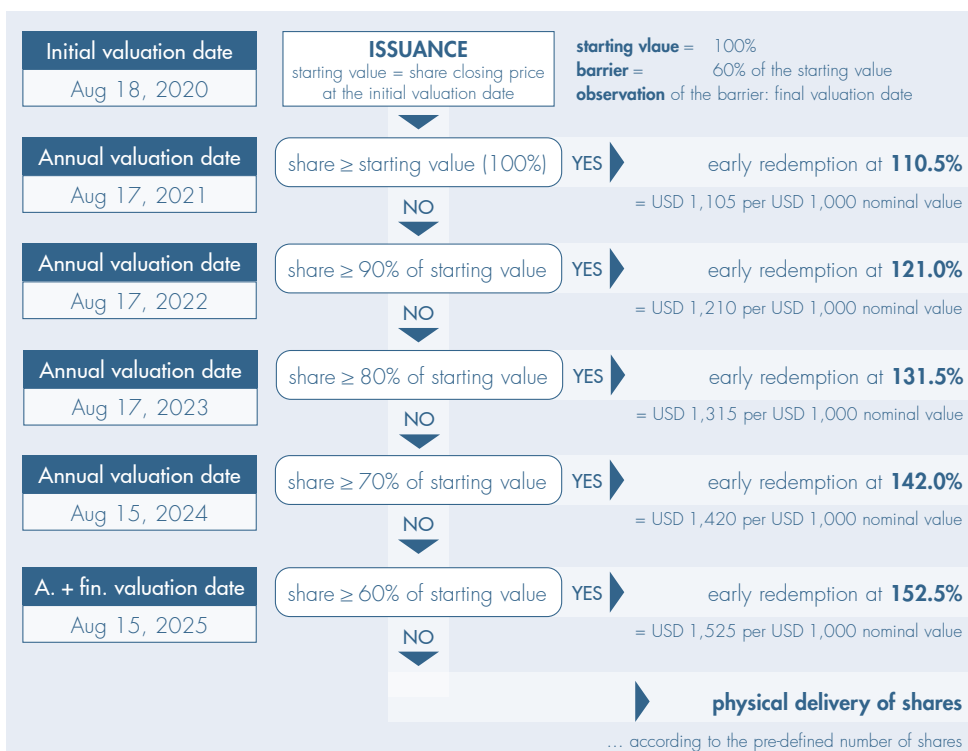 Initial valuation date
Aug 18, 2020
ISSUANCE
starting value = share closing price
at the initial valuation date
starting vlaue = 100%
barrier = 60% of the starting value
observation of the barrier: final valuation date
Annual valuation date
Aug 17, 2021
share ≥ starting value (100%)
YES
early redemption at 110.5%
= USD 1,105 per USD 1,000 nominal value
NO
Annual valuation date
Aug 17, 2022
share ≥ 90% of starting value
YES
early redemption at 121.0%
= USD 1,210 per USD 1,000 nominal value
NO
Annual valuation date
Aug 17, 2023
share ≥ 80% of starting value
YES
early redemption at 131.5%
= USD 1,315 per USD 1,000 nominal value
NO
Annual valuation date
Aug 15, 2024
share ≥ 70% of starting value
YES
early redemption at 142.0%
= USD 1,420 per USD 1,000 nominal value
NO
A. + fin. valuation date
Aug 15, 2025
share ≥ 60% of starting value
YES
early redemption at 152.5%
= USD 1,525 per USD 1,000 nominal value
NO
physical delivery of shares
... according to the pre-defined number of shares